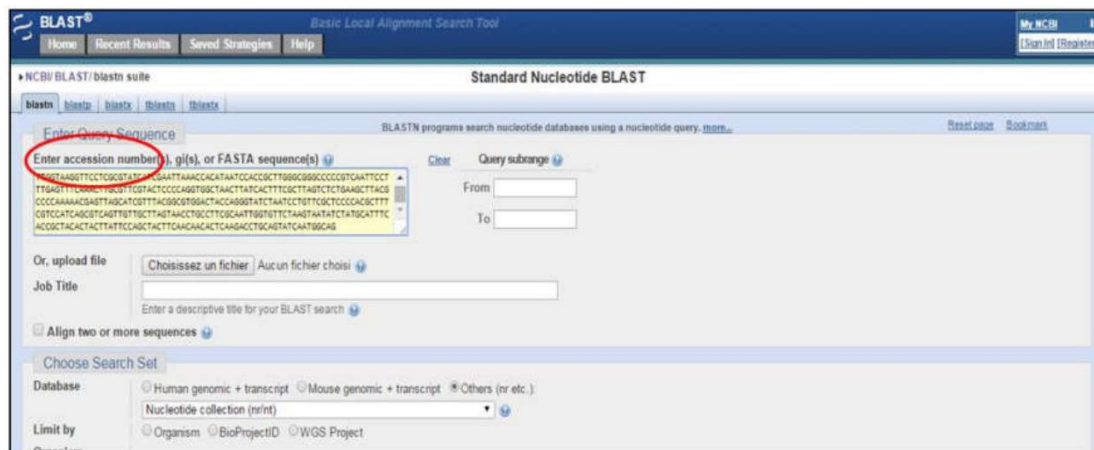 BLAST® Basic Local Alignment Search Tool My NCBI
Home Recent Results Saved Strategies Help [Sign In] [Register
NCBI/ BLAST/ blastn suite Standard Nucleotide BLAST
blastn blastp blastx tblastn tblastx
Enter Query Sequence BLASTN programs search nucleotide databases using a nucleotide query. more... Reset page Bookmark
Enter accession number(s), gi(s), or FASTA sequence(s) Clear Query subrange
TTGAGTTTCAAACTTGCGTTCGTACTCCCCAGGTGGCTAACTTATCACTTTCGCTTAGTCTCTGAAGCTTACG
CCCCAAAAACGAGTTAGCATCGTTTACGGCGTGGACTACCAGGGTATCTAATCCTGTTCGCTCCCCACGCTTT
CGTCCATCAGCGTCAGTTGTTGCTTAGTAACCTGCCTTCGCAATTGGTGTTCTAAGTAATATCTATGCATTTC
ACCGCTACACTACTTATTCCAGCTACTTCAACAACACTCAAGACCTGCAGTATCAATGGCAG
From
To
Or, upload file Choisissez un fichier Aucun fichier choisi
Job Title
Enter a descriptive title for your BLAST search
Align two or more sequences
Choose Search Set
Database Human genomic + transcript Mouse genomic + transcript Others (nr etc.):
Nucleotide collection (nr/nt)
Limit by Organism BioProjectID WGS Project